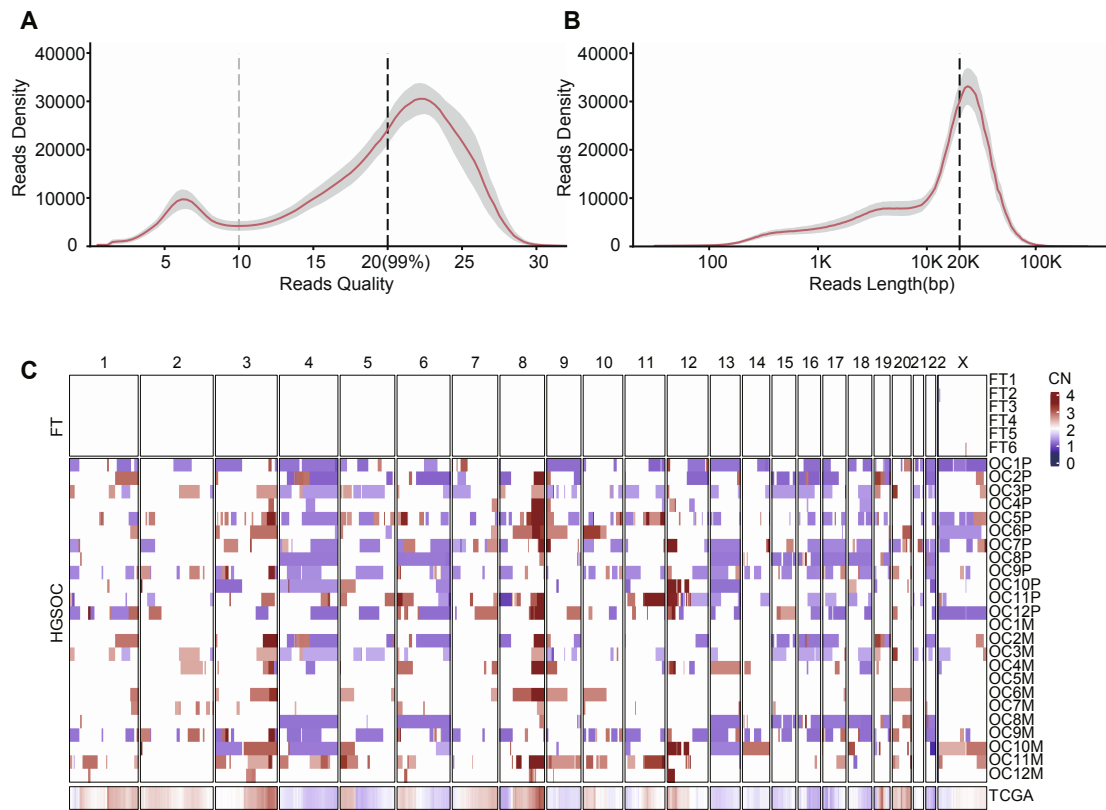 A
40000
30000
20000
10000
0
Reads Density
5 10 15 20(99%) 25 30
Reads Quality
B
40000
30000
20000
10000
0
Reads Density
100 1K 10K 20K 100K
Reads Length(bp)
C
1 2 3 4 5 6 7 8 9 10 11 12 13 14 15 16 17 18 19 20 21 22 X
FT
FT1
FT2
FT3
FT4
FT5
FT6
HGSOC
OC1P
OC2P
OC3P
OC4P
OC5P
OC6P
OC7P
OC8P
OC9P
OC10P
OC11P
OC12P
OC1M
OC2M
OC3M
OC4M
OC5M
OC6M
OC7M
OC8M
OC9M
OC10M
OC11M
OC12M
TCGA
CN
4
3
2
1
0